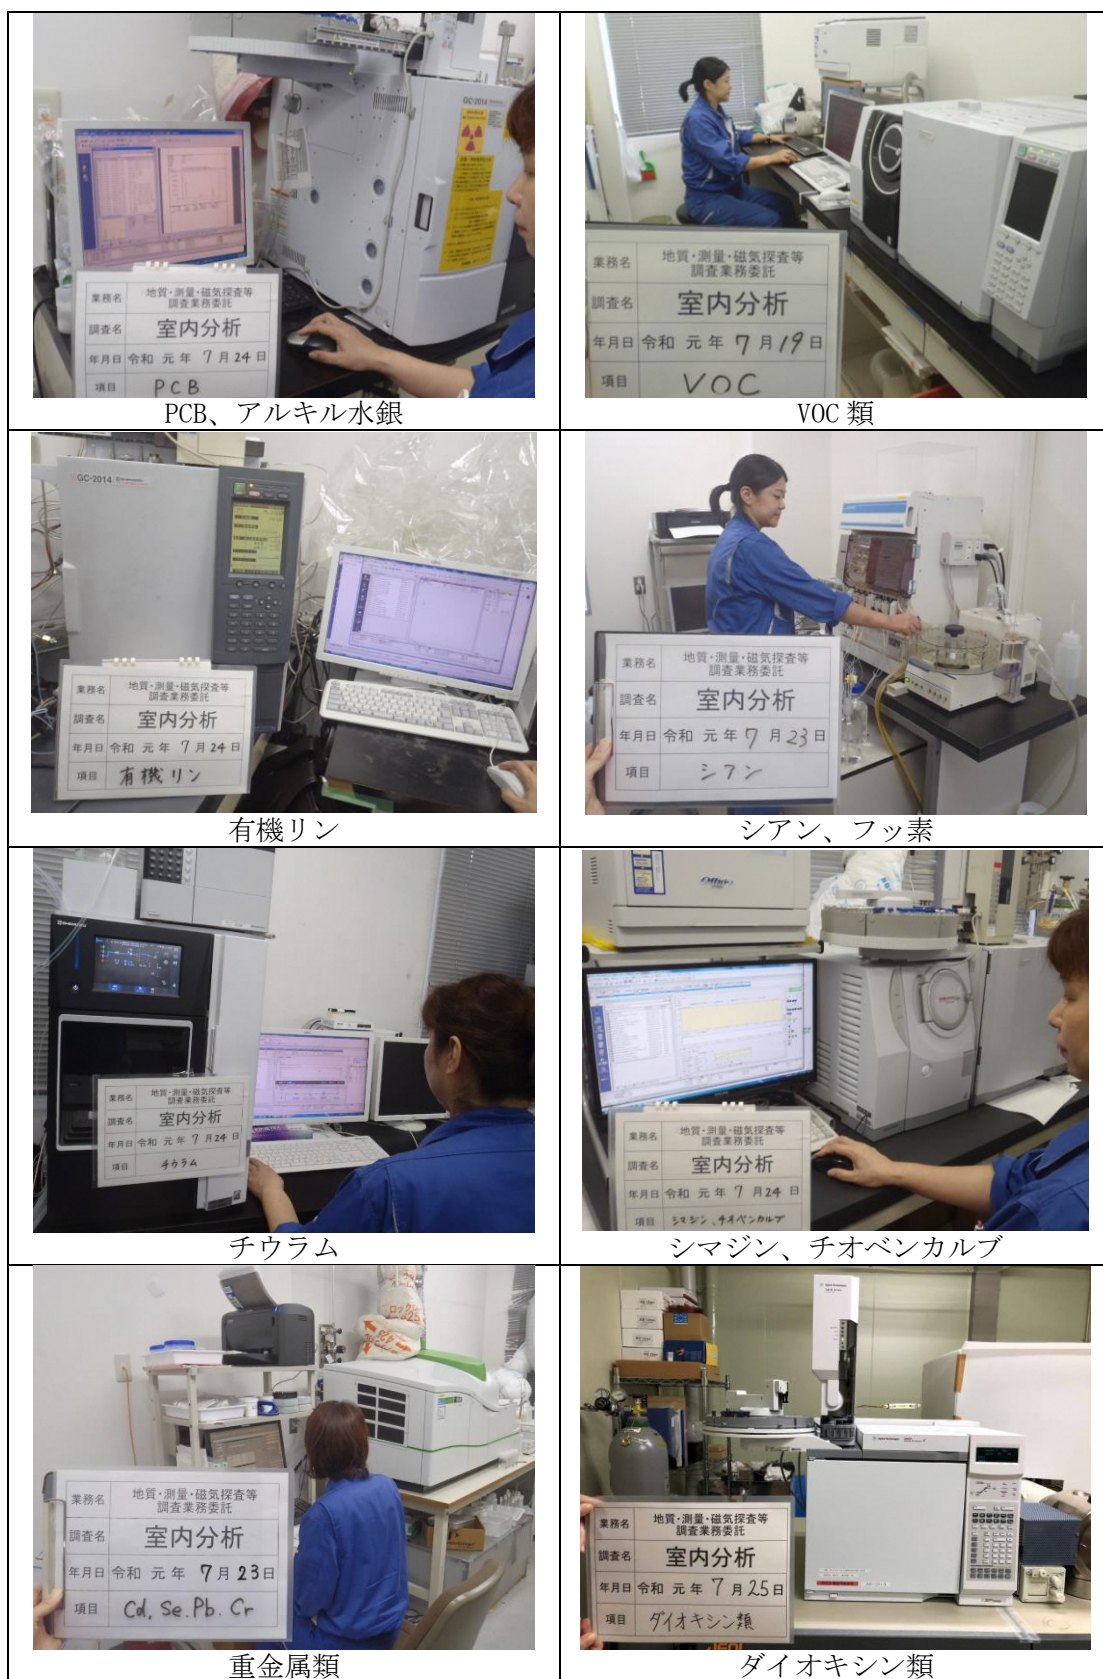 GC-2014
業務名 地質・測量・磁気探査等
調査業務委託
調査名 室内分析
年月日 令和 元 年 7 月 24 日
項目 PCB
PCB、アルキル水銀
業務名 地質・測量・磁気探査等
調査業務委託
調査名 室内分析
年月日 令和 元 年 7 月 19 日
項目 VOC
VOC 類
GC-2014
業務名 地質・測量・磁気探査等
調査業務委託
調査名 室内分析
年月日 令和 元 年 7 月 24 日
項目 有機リン
有機リン
業務名 地質・測量・磁気探査等
調査業務委託
調査名 室内分析
年月日 令和 元 年 7 月 23 日
項目 シアン
シアン、フッ素
業務名 地質・測量・磁気探査等
調査業務委託
調査名 室内分析
年月日 令和 元 年 7 月 24 日
項目 チウラム
チウラム
業務名 地質・測量・磁気探査等
調査業務委託
調査名 室内分析
年月日 令和 元 年 7 月 24 日
項目 シマジン、チオベンカルブ
シマジン、チオベンカルブ
業務名 地質・測量・磁気探査等
調査業務委託
調査名 室内分析
年月日 令和 元 年 7 月 23 日
項目 Cd, Se. Pb. Cr
重金属類
業務名 地質・測量・磁気探査等
調査業務委託
調査名 室内分析
年月日 令和 元 年 7 月 25 日
項目 ダイオキシン類
ダイオキシン類